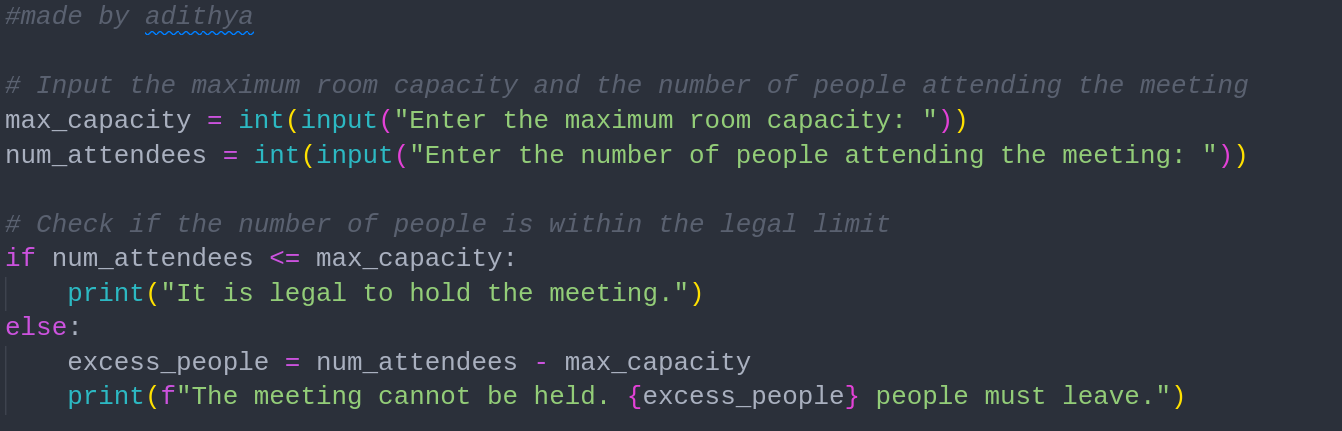 #made by adithya
# Input the maximum room capacity and the number of people attending the meeting
max_capacity = int(input("Enter the maximum room capacity: "))
num_attendees = int(input("Enter the number of people attending the meeting: "))
# Check if the number of people is within the legal limit
if num_attendees <= max_capacity:
    print("It is legal to hold the meeting.")
else:
    excess_people = num_attendees - max_capacity
    print(f"The meeting cannot be held. {excess_people} people must leave.")